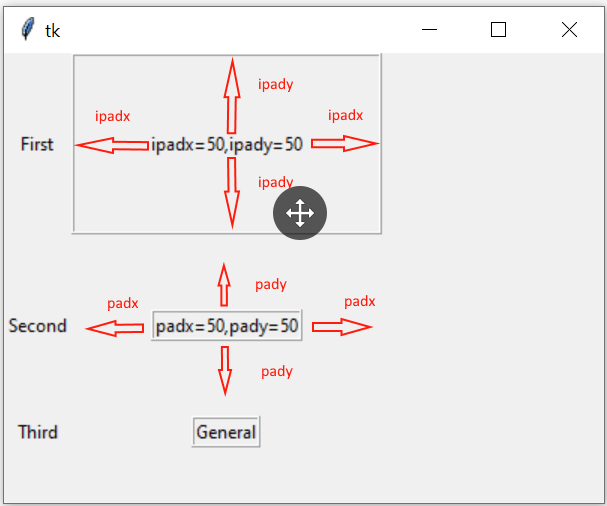 tk
ipady
ipadx
ipadx
First
ipadx=50,ipady=50
ipady
pady
padx
padx
Second
padx=50,pady=50
pady
Third
General